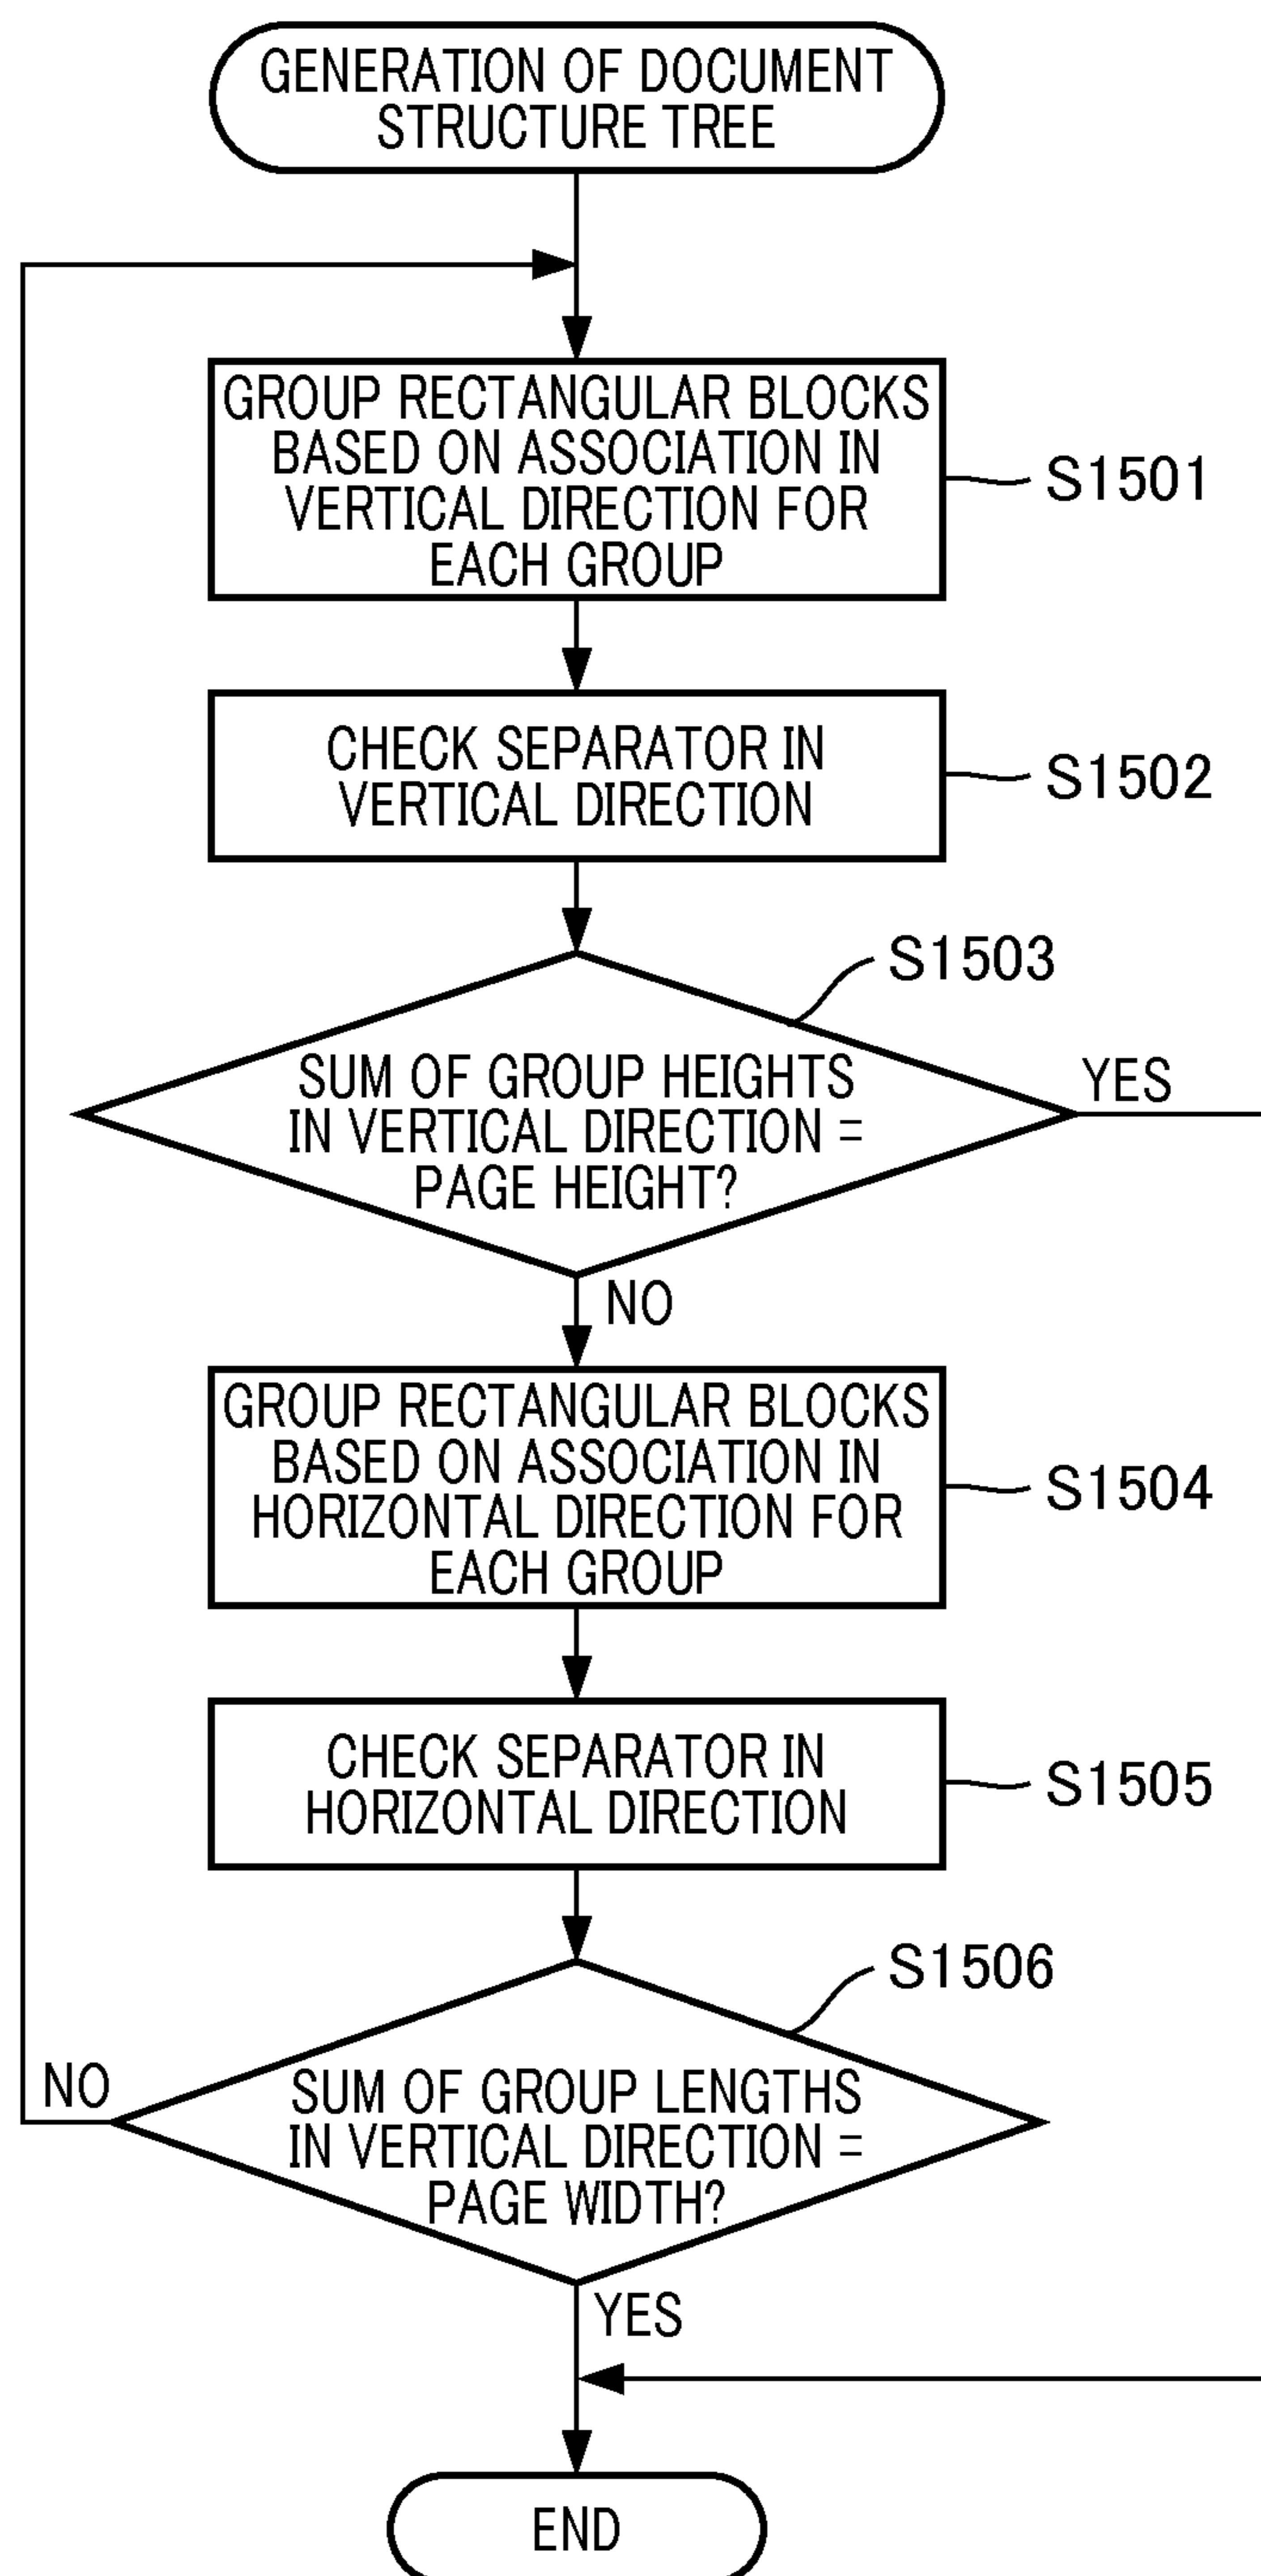 GENERATION OF DOCUMENT
STRUCTURE TREE
GROUP RECTANGULAR BLOCKS
BASED ON ASSOCIATION IN
VERTICAL DIRECTION FOR
EACH GROUP
S1501
CHECK SEPARATOR IN
VERTICAL DIRECTION
S1502
S1503
SUM OF GROUP HEIGHTS
IN VERTICAL DIRECTION =
PAGE HEIGHT?
YES
NO
GROUP RECTANGULAR BLOCKS
BASED ON ASSOCIATION IN
HORIZONTAL DIRECTION FOR
EACH GROUP
S1504
CHECK SEPARATOR IN
HORIZONTAL DIRECTION
S1505
S1506
NO
SUM OF GROUP LENGTHS
IN VERTICAL DIRECTION =
PAGE WIDTH?
YES
END